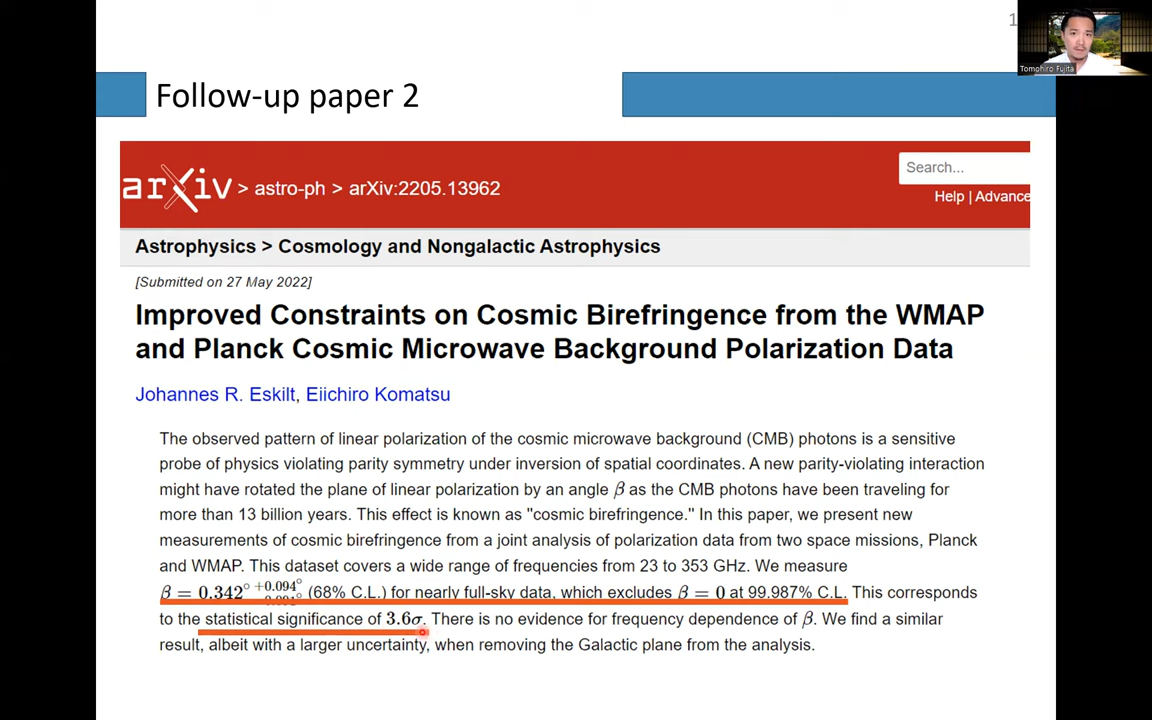 1
Tomohiro Fujita
Follow-up paper 2
arXiv > astro-ph > arXiv:2205.13962
Search...
Help | Advance
Astrophysics > Cosmology and Nongalactic Astrophysics
[Submitted on 27 May 2022]
Improved Constraints on Cosmic Birefringence from the WMAP
and Planck Cosmic Microwave Background Polarization Data
Johannes R. Eskilt, Eiichiro Komatsu
The observed pattern of linear polarization of the cosmic microwave background (CMB) photons is a sensitive
probe of physics violating parity symmetry under inversion of spatial coordinates. A new parity-violating interaction
might have rotated the plane of linear polarization by an angle β as the CMB photons have been traveling for
more than 13 billion years. This effect is known as "cosmic birefringence." In this paper, we present new
measurements of cosmic birefringence from a joint analysis of polarization data from two space missions, Planck
and WMAP. This dataset covers a wide range of frequencies from 23 to 353 GHz. We measure
β = 0.342° +0.094° (68% C.L.) for nearly full-sky data, which excludes β = 0 at 99.987% C.L. This corresponds
to the statistical significance of 3.6σ. There is no evidence for frequency dependence of β. We find a similar
result, albeit with a larger uncertainty, when removing the Galactic plane from the analysis.